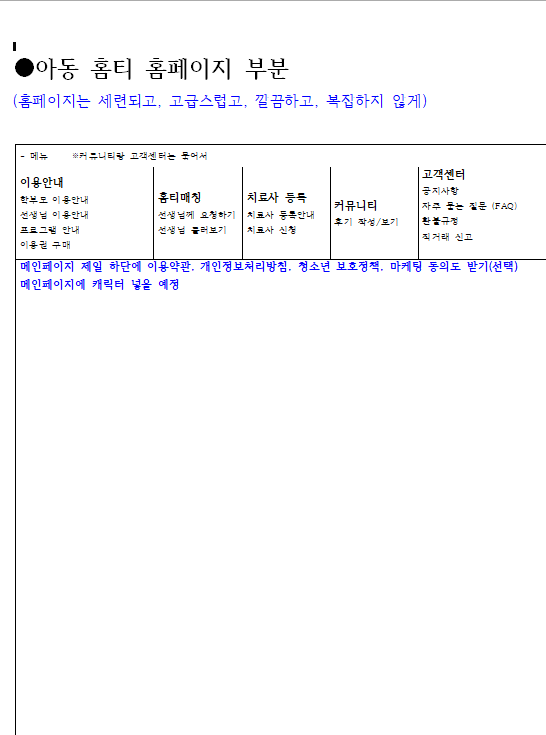 ●아동 홈티 홈페이지 부분
(홈페이지는 세련되고, 고급스럽고, 깔끔하고, 복집하지 않게)
- 메뉴 ※커뮤니티랑 고객센터는 묶어서
이용안내
학부모 이용안내
선생님 이용안내
프로그램 안내
이용권 구매
홈티매칭
선생님께 요청하기
선생님 둘러보기
치료사 등록
치료사 등록안내
치료사 신청
커뮤니티
후기 작성/보기
고객센터
공지사항
자주 묻는 질문 (FAQ)
환불규정
직거래 신고
메인페이지 제일 하단에 이용약관, 개인정보처리방침, 청소년 보호정책, 마케팅 동의도 받기(선택)
메인페이지에 캐릭터 넣을 예정